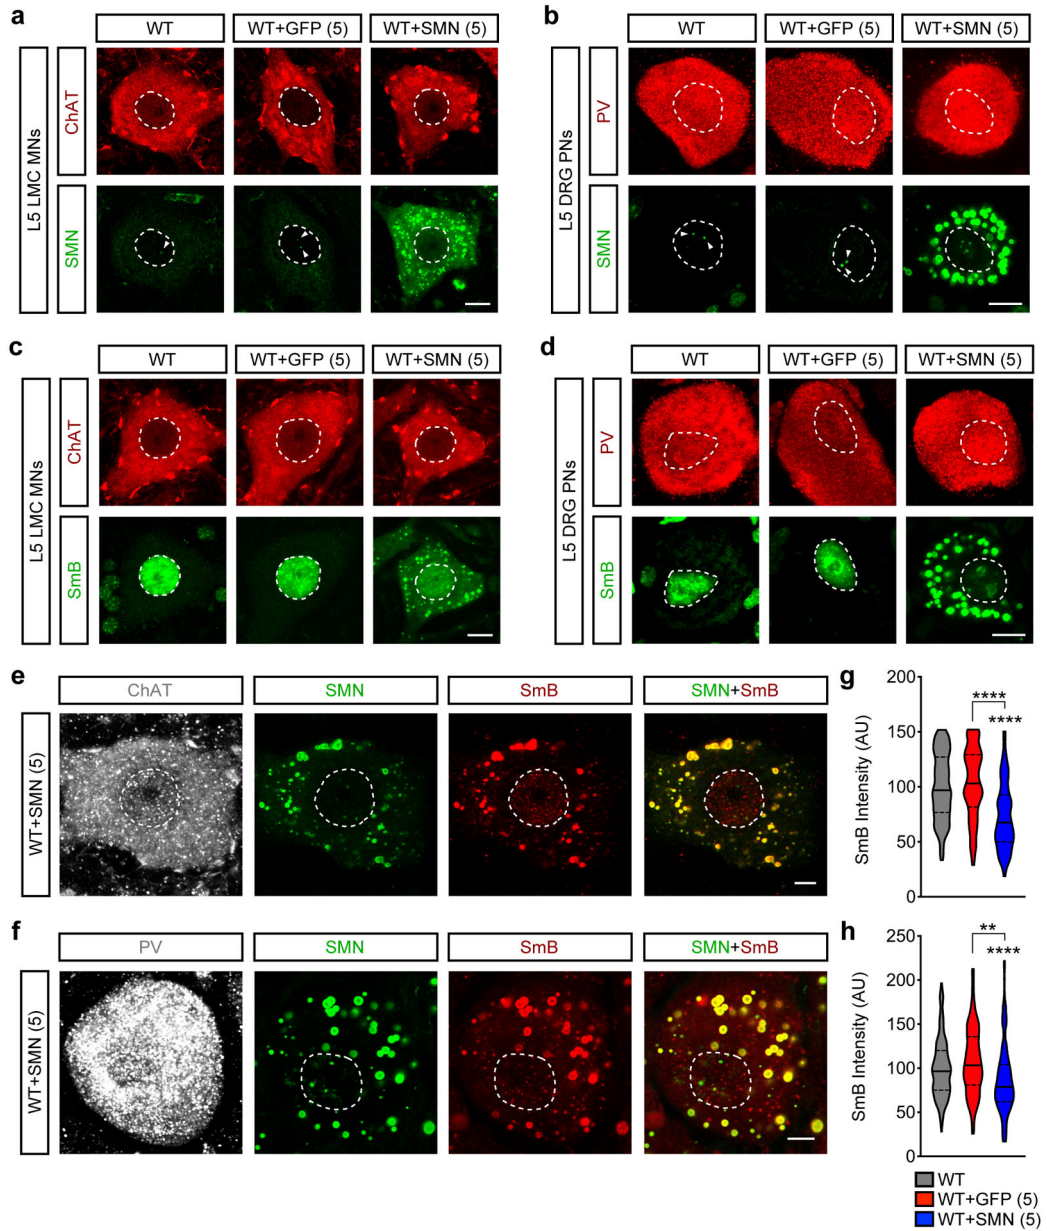 a
WT
WT+GFP (5)
WT+SMN (5)
L5 LMC MNs
ChAT
SMN
b
WT
WT+GFP (5)
WT+SMN (5)
L5 DRG PNs
PV
SMN
c
WT
WT+GFP (5)
WT+SMN (5)
L5 LMC MNs
ChAT
SmB
d
WT
WT+GFP (5)
WT+SMN (5)
L5 DRG PNs
PV
SmB
e
ChAT
SMN
SmB
SMN+SmB
WT+SMN (5)
g
SmB Intensity (AU)
200
150
100
50
0
****
****
f
PV
SMN
SmB
SMN+SmB
WT+SMN (5)
h
SmB Intensity (AU)
250
200
150
100
50
0
**
****
WT
WT+GFP (5)
WT+SMN (5)